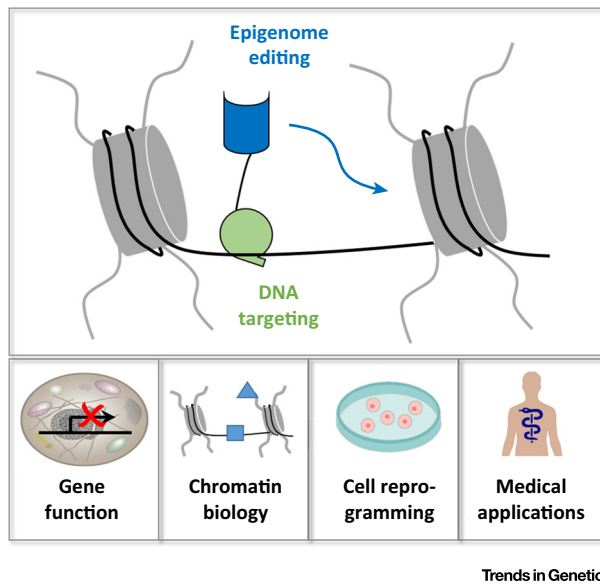 Epigenome
editing
DNA
targeting
Gene
function
Chromatin
biology
Cell repro-
gramming
Medical
applications
Trends in Genetic